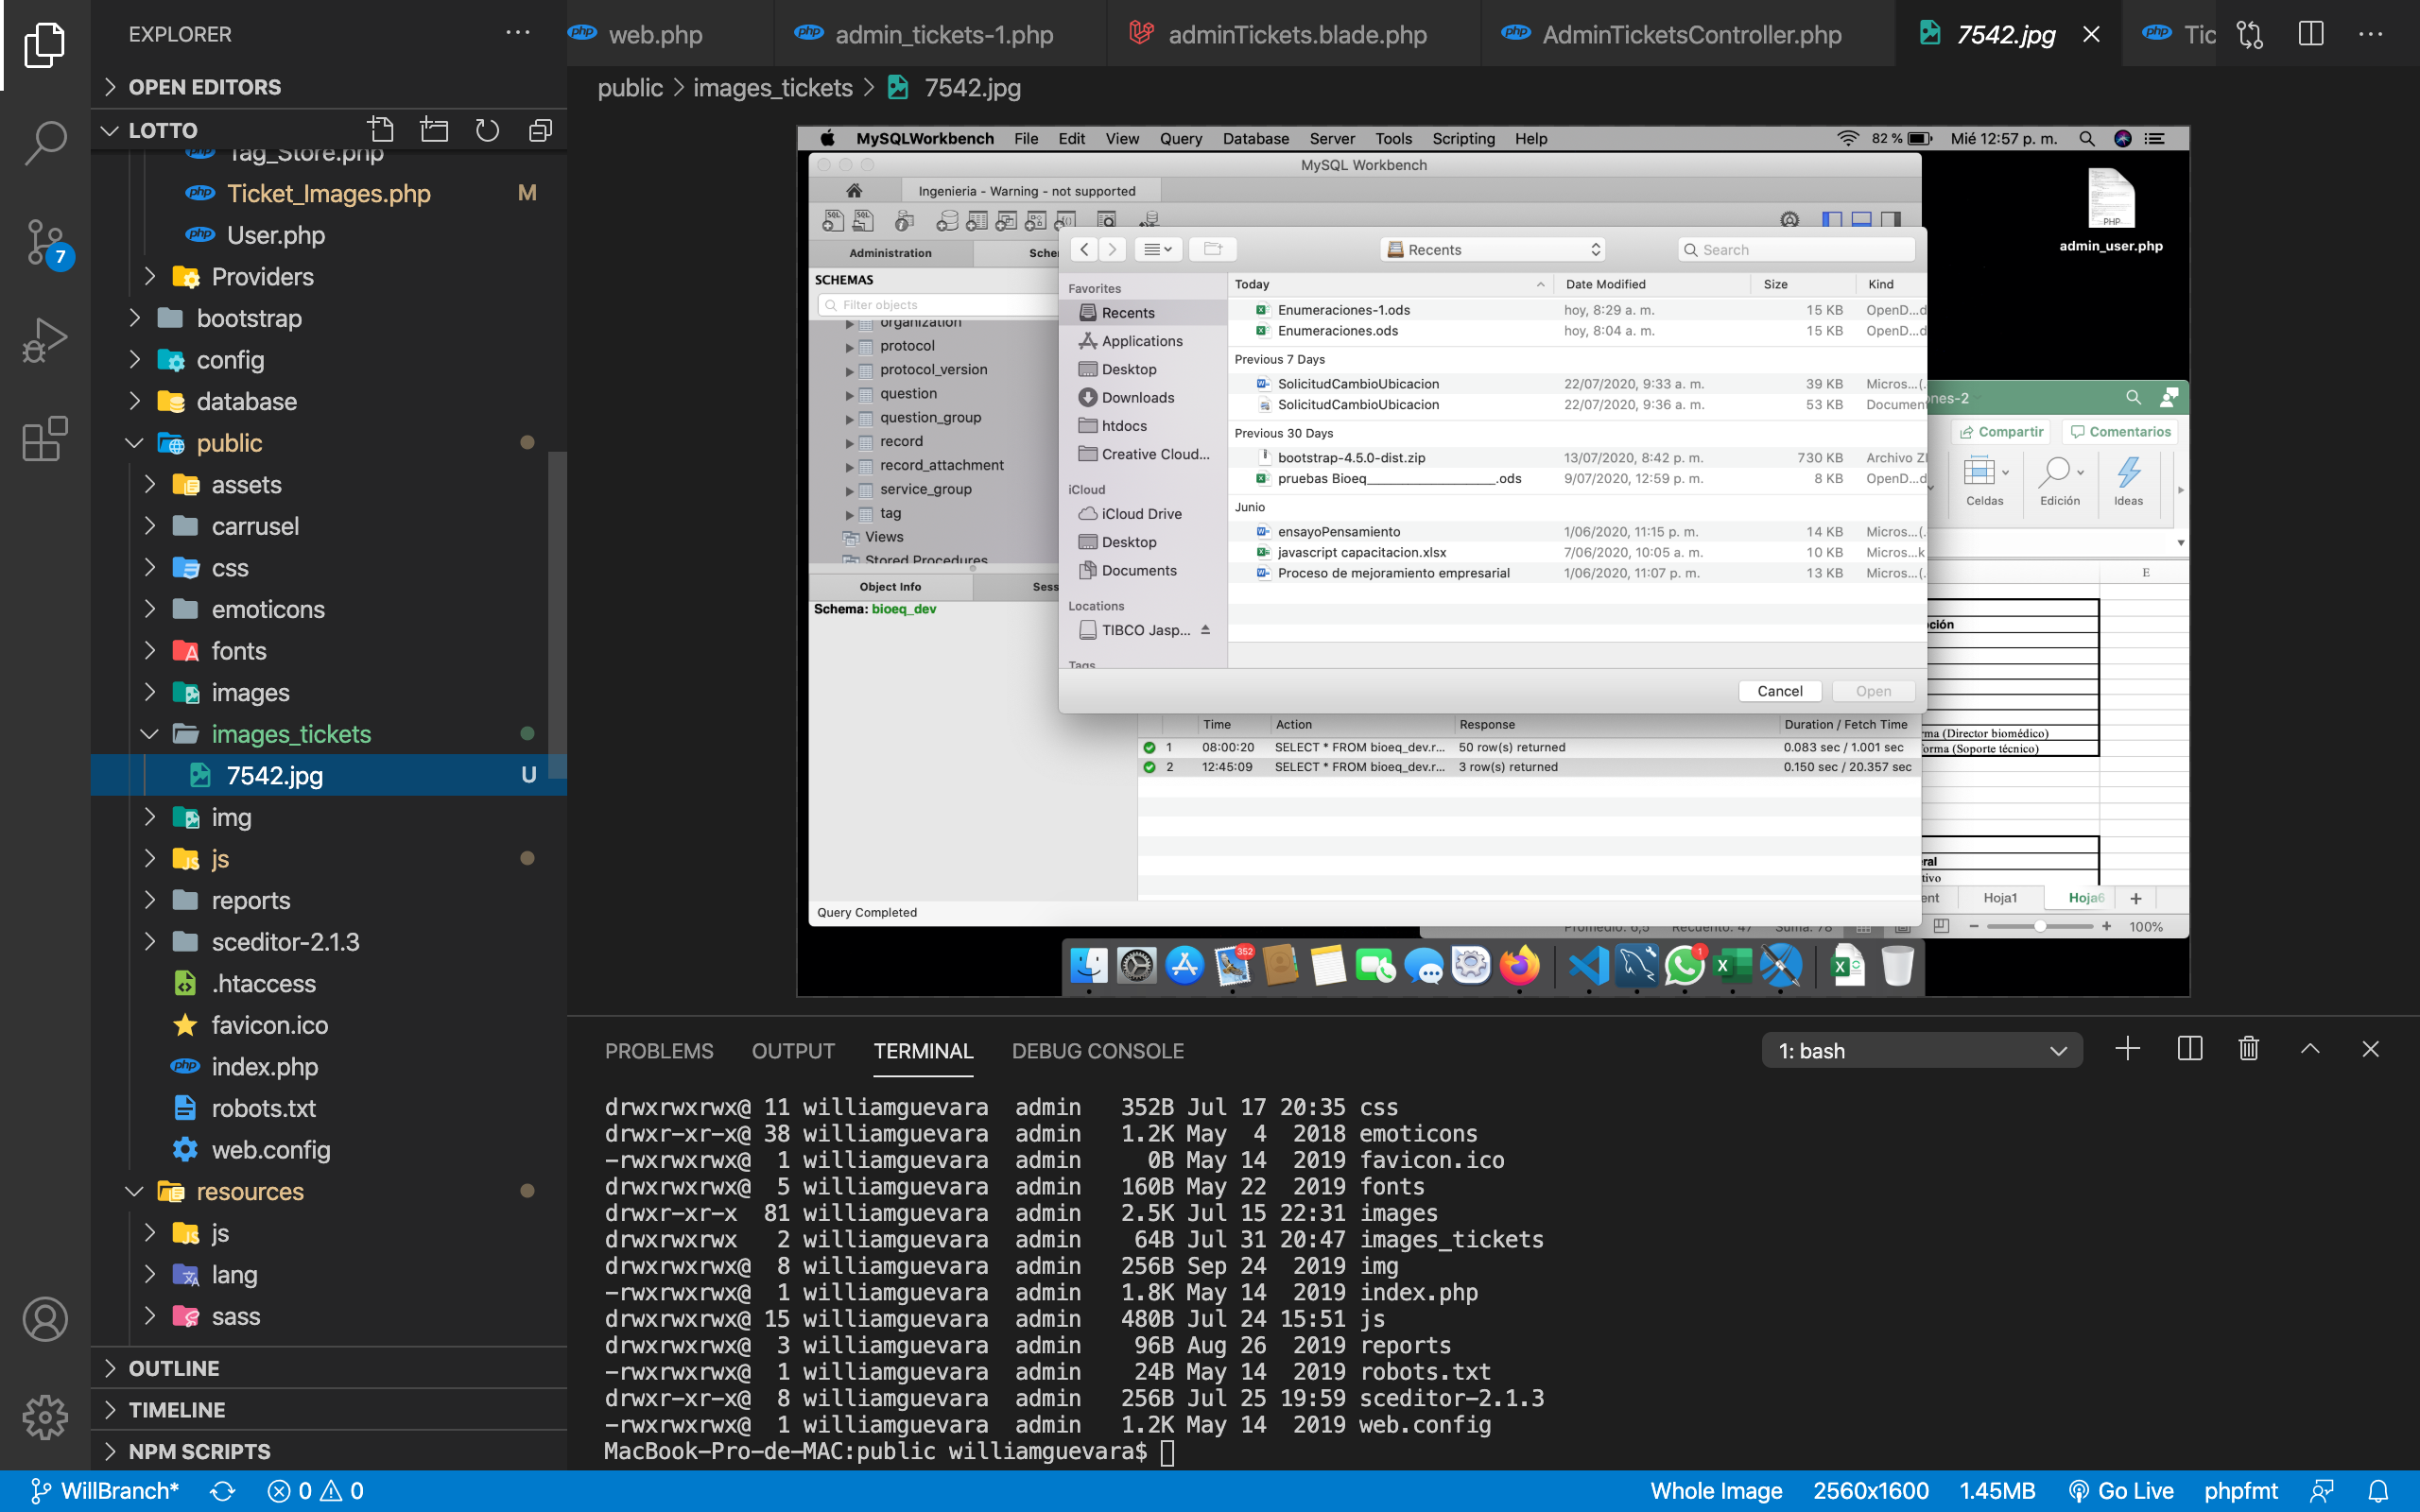 EXPLORER
OPEN EDITORS
LOTTO
Tag_Store.php
Ticket_Images.php M
User.php
Providers
bootstrap
config
database
public
assets
carrusel
css
emoticons
fonts
images
images_tickets
7542.jpg U
img
js
reports
sceditor-2.1.3
.htaccess
favicon.ico
index.php
robots.txt
web.config
resources
js
lang
sass
OUTLINE
TIMELINE
NPM SCRIPTS
7
web.php admin_tickets-1.php adminTickets.blade.php AdminTicketsController.php 7542.jpg Tic
public > images_tickets > 7542.jpg
MySQLWorkbench File Edit View Query Database Server Tools Scripting Help 82 % Mié 12:57 p. m.
MySQL Workbench
Ingenieria - Warning - not supported
Administration Sche
SCHEMAS
Filter objects
organization
protocol
protocol_version
question
question_group
record
record_attachment
service_group
tag
Views
Stored Procedures
Object Info Sess
Schema: bioeq_dev
Query Completed
Recents Search
Favorites
Recents
Applications
Desktop
Downloads
htdocs
Creative Cloud...
iCloud
iCloud Drive
Desktop
Documents
Locations
TIBCO Jasp...
Tags
Today Date Modified Size Kind
Enumeraciones-1.ods hoy, 8:29 a. m. 15 KB OpenD...d
Enumeraciones.ods hoy, 8:04 a. m. 15 KB OpenD...d
Previous 7 Days
SolicitudCambioUbicacion 22/07/2020, 9:33 a. m. 39 KB Micros...(.
SolicitudCambioUbicacion 22/07/2020, 9:36 a. m. 53 KB Documen
Previous 30 Days
bootstrap-4.5.0-dist.zip 13/07/2020, 8:42 p. m. 730 KB Archivo ZI
pruebas Bioeq____________________.ods 9/07/2020, 12:59 p. m. 8 KB OpenD...d
Junio
ensayoPensamiento 1/06/2020, 11:15 p. m. 14 KB Micros...(.
javascript capacitacion.xlsx 7/06/2020, 10:05 a. m. 10 KB Micros...k
Proceso de mejoramiento empresarial 1/06/2020, 11:07 p. m. 13 KB Micros...(.
Cancel Open
Time Action Response Duration / Fetch Time
1 08:00:20 SELECT * FROM bioeq_dev.r... 50 row(s) returned 0.083 sec / 1.001 sec
2 12:45:09 SELECT * FROM bioeq_dev.r... 3 row(s) returned 0.150 sec / 20.357 sec
PHP
admin_user.php
nes-2
Compartir Comentarios
Celdas Edición Ideas
E
ción
rma (Director biomédico)
forma (Soporte técnico)
ral
tivo
ent Hoja1 Hoja6 +
Promedio: 6,5 Recuento: 47 Suma: 78 100%
352
1
PROBLEMS OUTPUT TERMINAL DEBUG CONSOLE 1: bash
drwxrwxrwx@ 11 williamguevara admin 352B Jul 17 20:35 css
drwxr-xr-x@ 38 williamguevara admin 1.2K May 4 2018 emoticons
-rwxrwxrwx@ 1 williamguevara admin 0B May 14 2019 favicon.ico
drwxrwxrwx@ 5 williamguevara admin 160B May 22 2019 fonts
drwxr-xr-x 81 williamguevara admin 2.5K Jul 15 22:31 images
drwxrwxrwx 2 williamguevara admin 64B Jul 31 20:47 images_tickets
drwxrwxrwx@ 8 williamguevara admin 256B Sep 24 2019 img
-rwxrwxrwx@ 1 williamguevara admin 1.8K May 14 2019 index.php
drwxrwxrwx@ 15 williamguevara admin 480B Jul 24 15:51 js
drwxrwxrwx@ 3 williamguevara admin 96B Aug 26 2019 reports
-rwxrwxrwx@ 1 williamguevara admin 24B May 14 2019 robots.txt
drwxr-xr-x@ 8 williamguevara admin 256B Jul 25 19:59 sceditor-2.1.3
-rwxrwxrwx@ 1 williamguevara admin 1.2K May 14 2019 web.config
MacBook-Pro-de-MAC:public williamguevara$
WillBranch* 0 0 Whole Image 2560x1600 1.45MB Go Live phpfmt